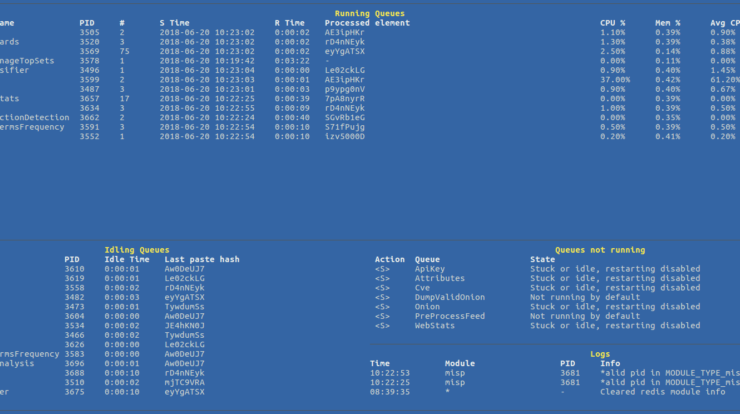 Running Queues
ame PID # S Time R Time Processed element CPU % Mem % Avg CP
3505 2 2018-06-20 10:23:02 0:00:02 AE3ipHKr 1.10% 0.39% 0.90%
ards 3520 3 2018-06-20 10:23:02 0:00:02 rD4nNEyk 1.30% 0.39% 0.38%
3569 75 2018-06-20 10:23:02 0:00:02 eyYgATSX 2.50% 0.14% 0.88%
nageTopSets 3578 1 2018-06-20 10:19:42 0:03:22 - 0.00% 0.11% 0.00%
sifier 3496 1 2018-06-20 10:23:04 0:00:00 Le02ckLG 0.90% 0.40% 1.45%
3599 2 2018-06-20 10:23:03 0:00:01 AE3ipHKr 37.00% 0.42% 61.20%
3487 3 2018-06-20 10:23:01 0:00:03 p9ypg0nV 0.90% 0.40% 0.67%
tats 3657 17 2018-06-20 10:22:25 0:00:39 7pA8nyrR 0.00% 0.39% 0.00%
3634 3 2018-06-20 10:22:55 0:00:09 rD4nNEyk 1.00% 0.39% 0.50%
ctionDetection 3662 2 2018-06-20 10:22:24 0:00:40 SGvRb1eG 0.00% 0.35% 0.00%
ermsFrequency 3591 3 2018-06-20 10:22:54 0:00:10 S71fPujg 0.50% 0.39% 0.50%
3552 1 2018-06-20 10:22:54 0:00:10 izvS000D 0.20% 0.41% 0.20%
Idling Queues
PID Idle Time Last paste hash
3610 0:00:01 Aw0DeUJ7
3619 0:00:01 Le02ckLG
3558 0:00:02 rD4nNEyk
3482 0:00:03 eyYgATSX
3473 0:00:01 TywdumSs
3604 0:00:00 Aw0DeUJ7
3534 0:00:02 JE4hKN0J
3466 0:00:02 TywdumSs
3626 0:00:00 Le02ckLG
ermsFrequency 3583 0:00:00 Aw0DeUJ7
nalysis 3696 0:00:01 Aw0DeUJ7
3688 0:00:10 rD4nNEyk
3510 0:00:02 mjTC9VRA
er 3675 0:00:10 eyYgATSX
Queues not running
Action Queue State
<S> ApiKey Stuck or idle, restarting disabled
<S> Attributes Stuck or idle, restarting disabled
<S> Cve Stuck or idle, restarting disabled
<S> DumpValidOnion Not running by default
<S> Onion Stuck or idle, restarting disabled
<S> PreProcessFeed Not running by default
<S> WebStats Stuck or idle, restarting disabled
Logs
Time Module PID Info
10:22:53 misp 3681 *alid pid in MODULE_TYPE_mis
10:22:25 misp 3681 *alid pid in MODULE_TYPE_mis
08:39:35 * - Cleared redis module info